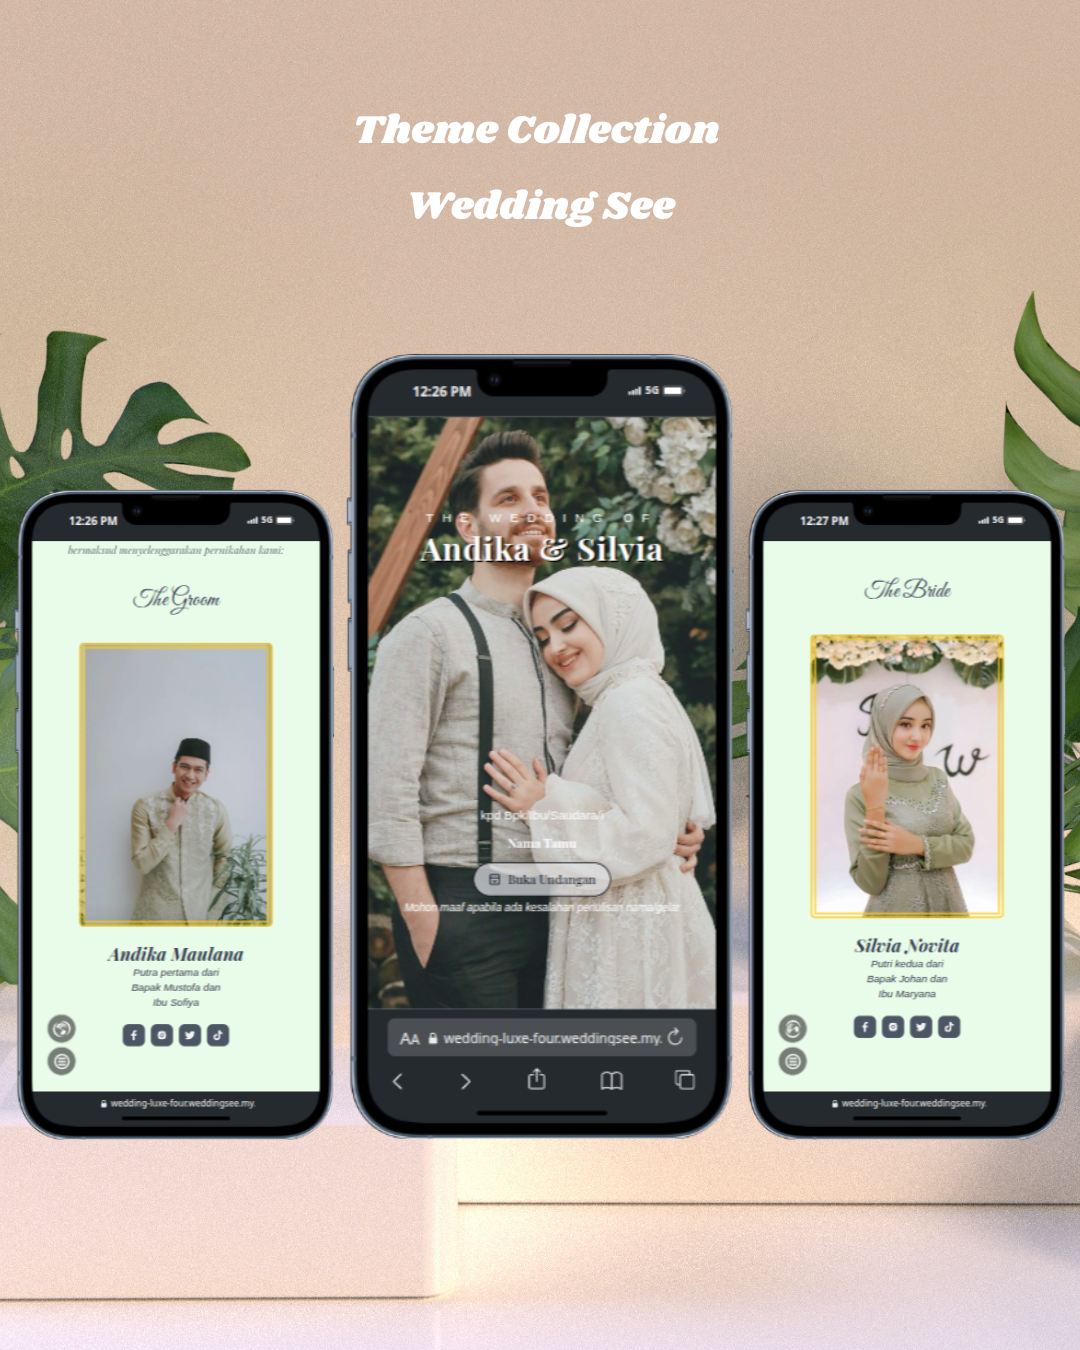 Theme Collection
Wedding See
12:26 PM
5G
bermaksud menyelenggarakan pernikahan kami:
The Groom
Andika Maulana
Putra pertama dari
Bapak Mustofa dan
Ibu Sofiya
wedding-luxe-four.weddingsee.my.
12:26 PM
5G
THE WEDDING OF
Andika & Silvia
kpd Bpk/Ibu/Saudara/i
Nama Tamu
Buka Undangan
Mohon maaf apabila ada kesalahan penulisan nama/gelar
AA wedding-luxe-four.weddingsee.my.
12:27 PM
5G
The Bride
W
Silvia Novita
Putri kedua dari
Bapak Johan dan
Ibu Maryana
wedding-luxe-four.weddingsee.my.